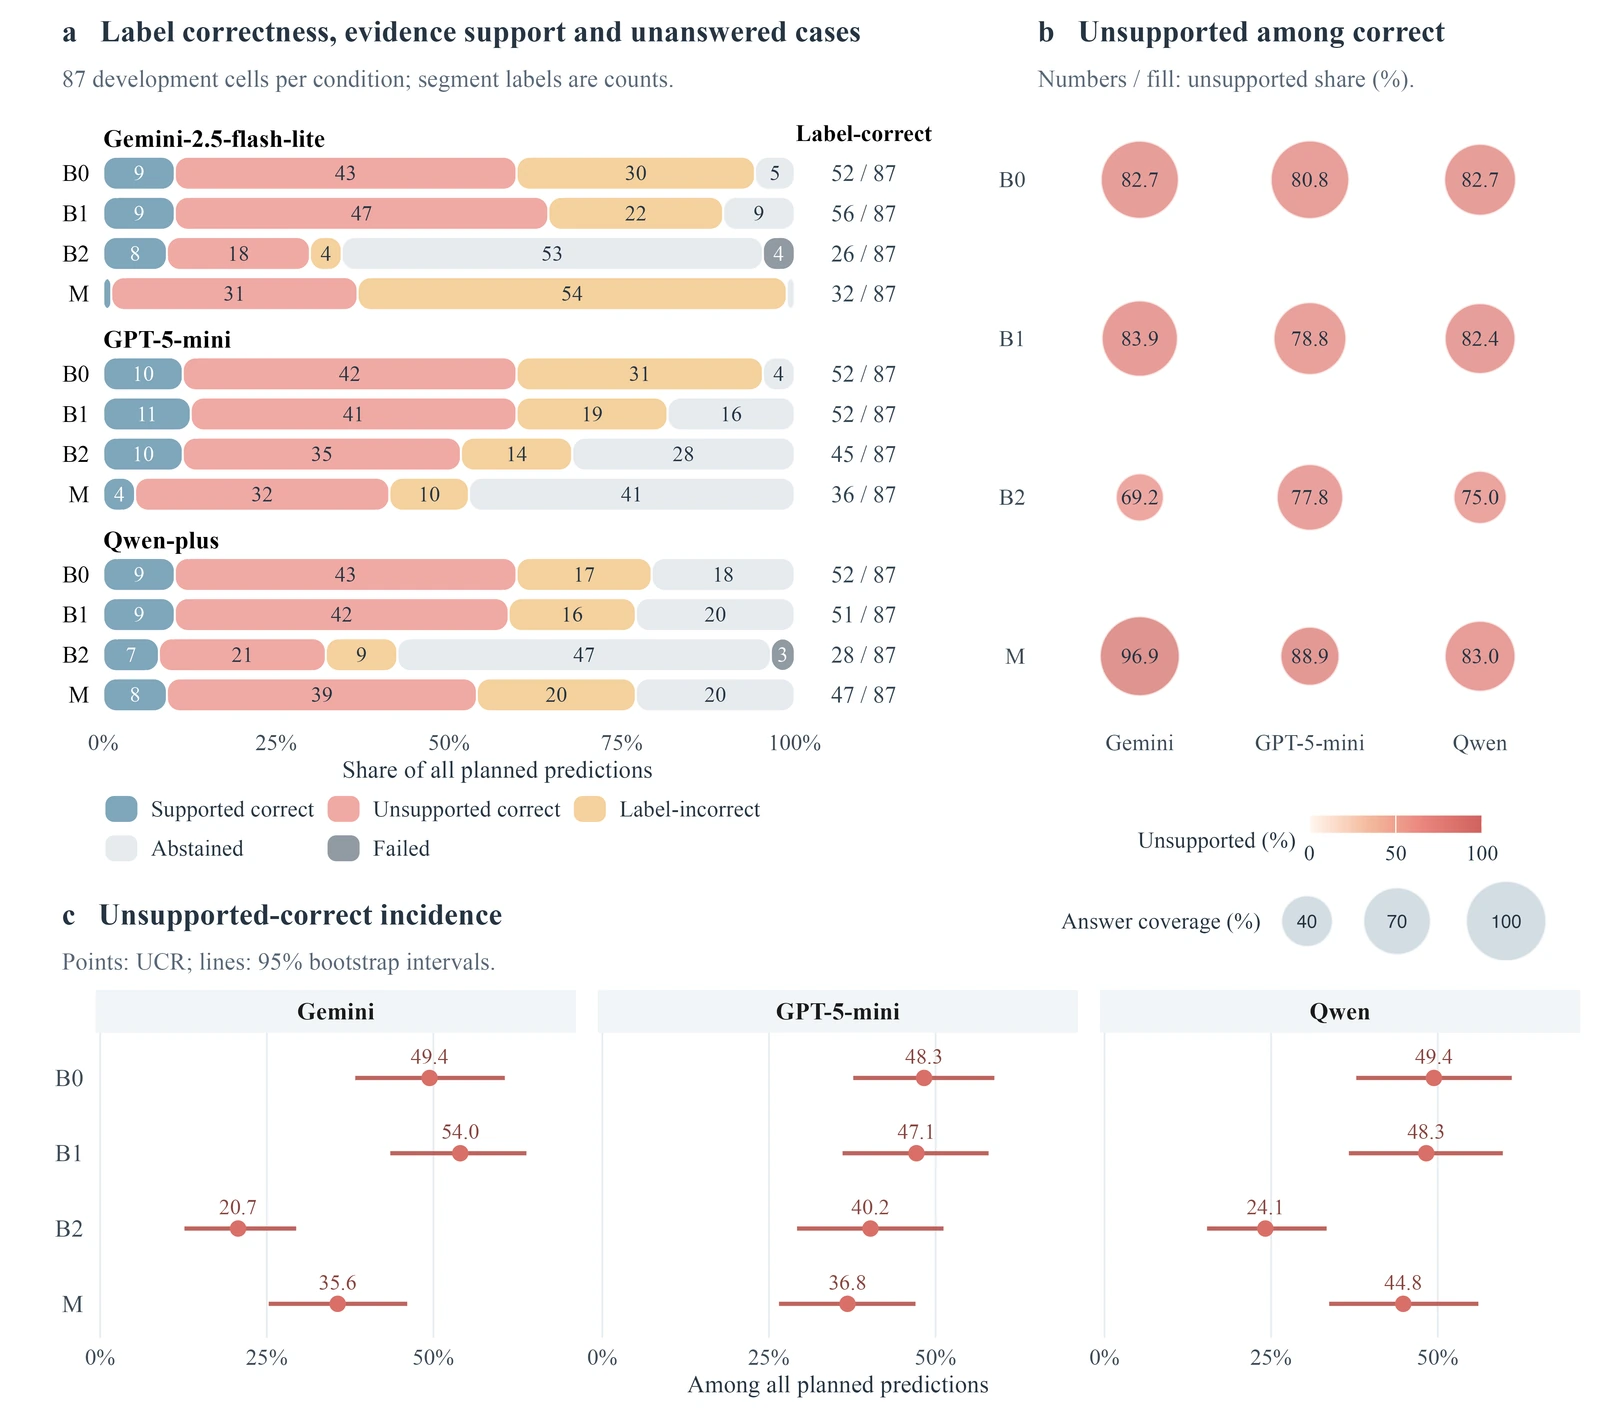 a Label correctness, evidence support and unanswered cases
87 development cells per condition; segment labels are counts.
Gemini-2.5-flash-lite Label-correct
B0 9 43 30 5 52 / 87
B1 9 47 22 9 56 / 87
B2 8 18 4 53 4 26 / 87
M 31 54 32 / 87
GPT-5-mini
B0 10 42 31 4 52 / 87
B1 11 41 19 16 52 / 87
B2 10 35 14 28 45 / 87
M 4 32 10 41 36 / 87
Qwen-plus
B0 9 43 17 18 52 / 87
B1 9 42 16 20 51 / 87
B2 7 21 9 47 3 28 / 87
M 8 39 20 20 47 / 87
0% 25% 50% 75% 100%
Share of all planned predictions
Supported correct Unsupported correct Label-incorrect
Abstained Failed
b Unsupported among correct
Numbers / fill: unsupported share (%).
B0 82.7 80.8 82.7
B1 83.9 78.8 82.4
B2 69.2 77.8 75.0
M 96.9 88.9 83.0
Gemini GPT-5-mini Qwen
Unsupported (%)
0 50 100
Answer coverage (%) 40 70 100
c Unsupported-correct incidence
Points: UCR; lines: 95% bootstrap intervals.
Gemini GPT-5-mini Qwen
B0 49.4 48.3 49.4
B1 54.0 47.1 48.3
B2 20.7 40.2 24.1
M 35.6 36.8 44.8
0% 25% 50% 0% 25% 50% 0% 25% 50%
Among all planned predictions